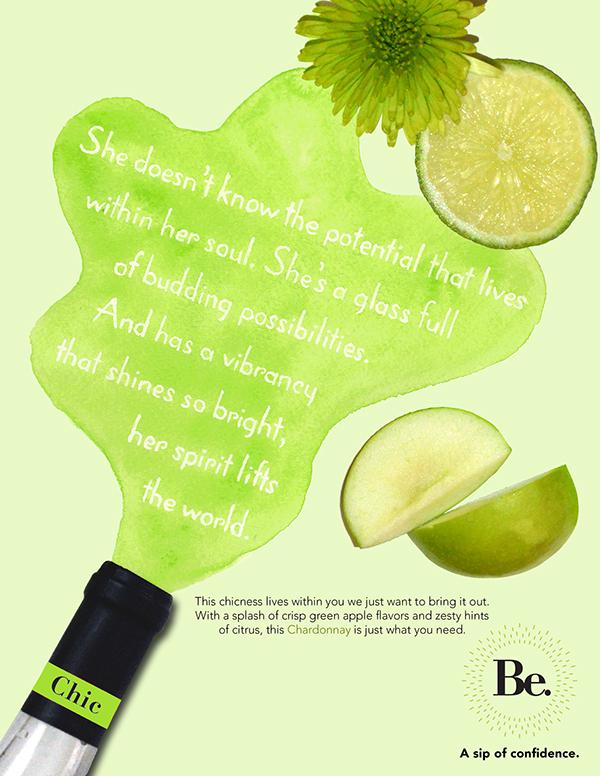 She doesn't know the potential that lives
within her soul. She's a glass full
of budding possibilities.
And has a vibrancy
that shines so bright,
her spirit lifts
the world.
This chicness lives within you we just want to bring it out.
With a splash of crisp green apple flavors and zesty hints
of citrus, this Chardonnay is just what you need.
Chic
Be.
A sip of confidence.